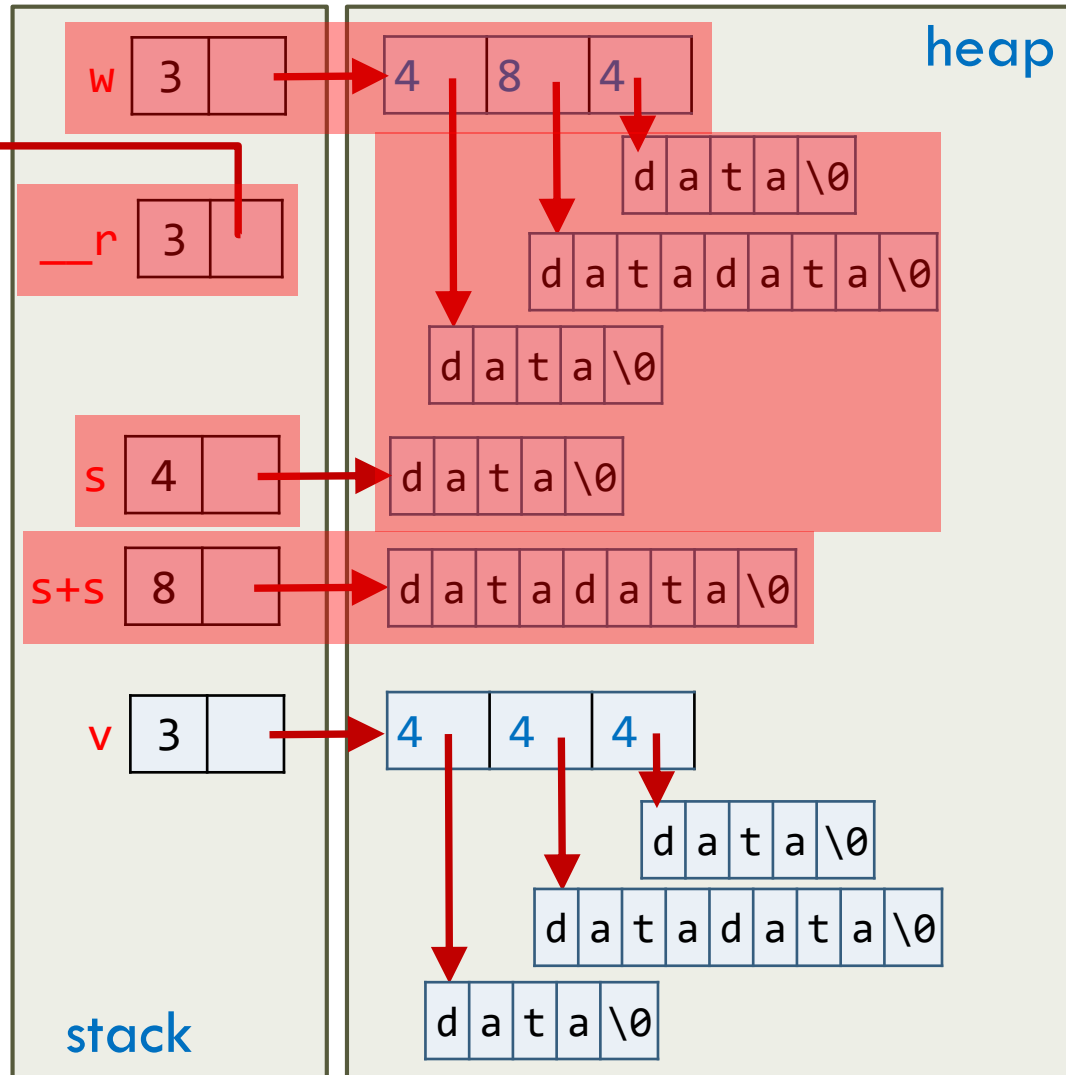 heap
w 3 4 8 4
d a t a \0
__r 3
d a t a d a t a \0
d a t a \0
s 4 d a t a \0
s+s 8 d a t a d a t a \0
v 3 4 4 4
d a t a \0
d a t a d a t a \0
d a t a \0
stack